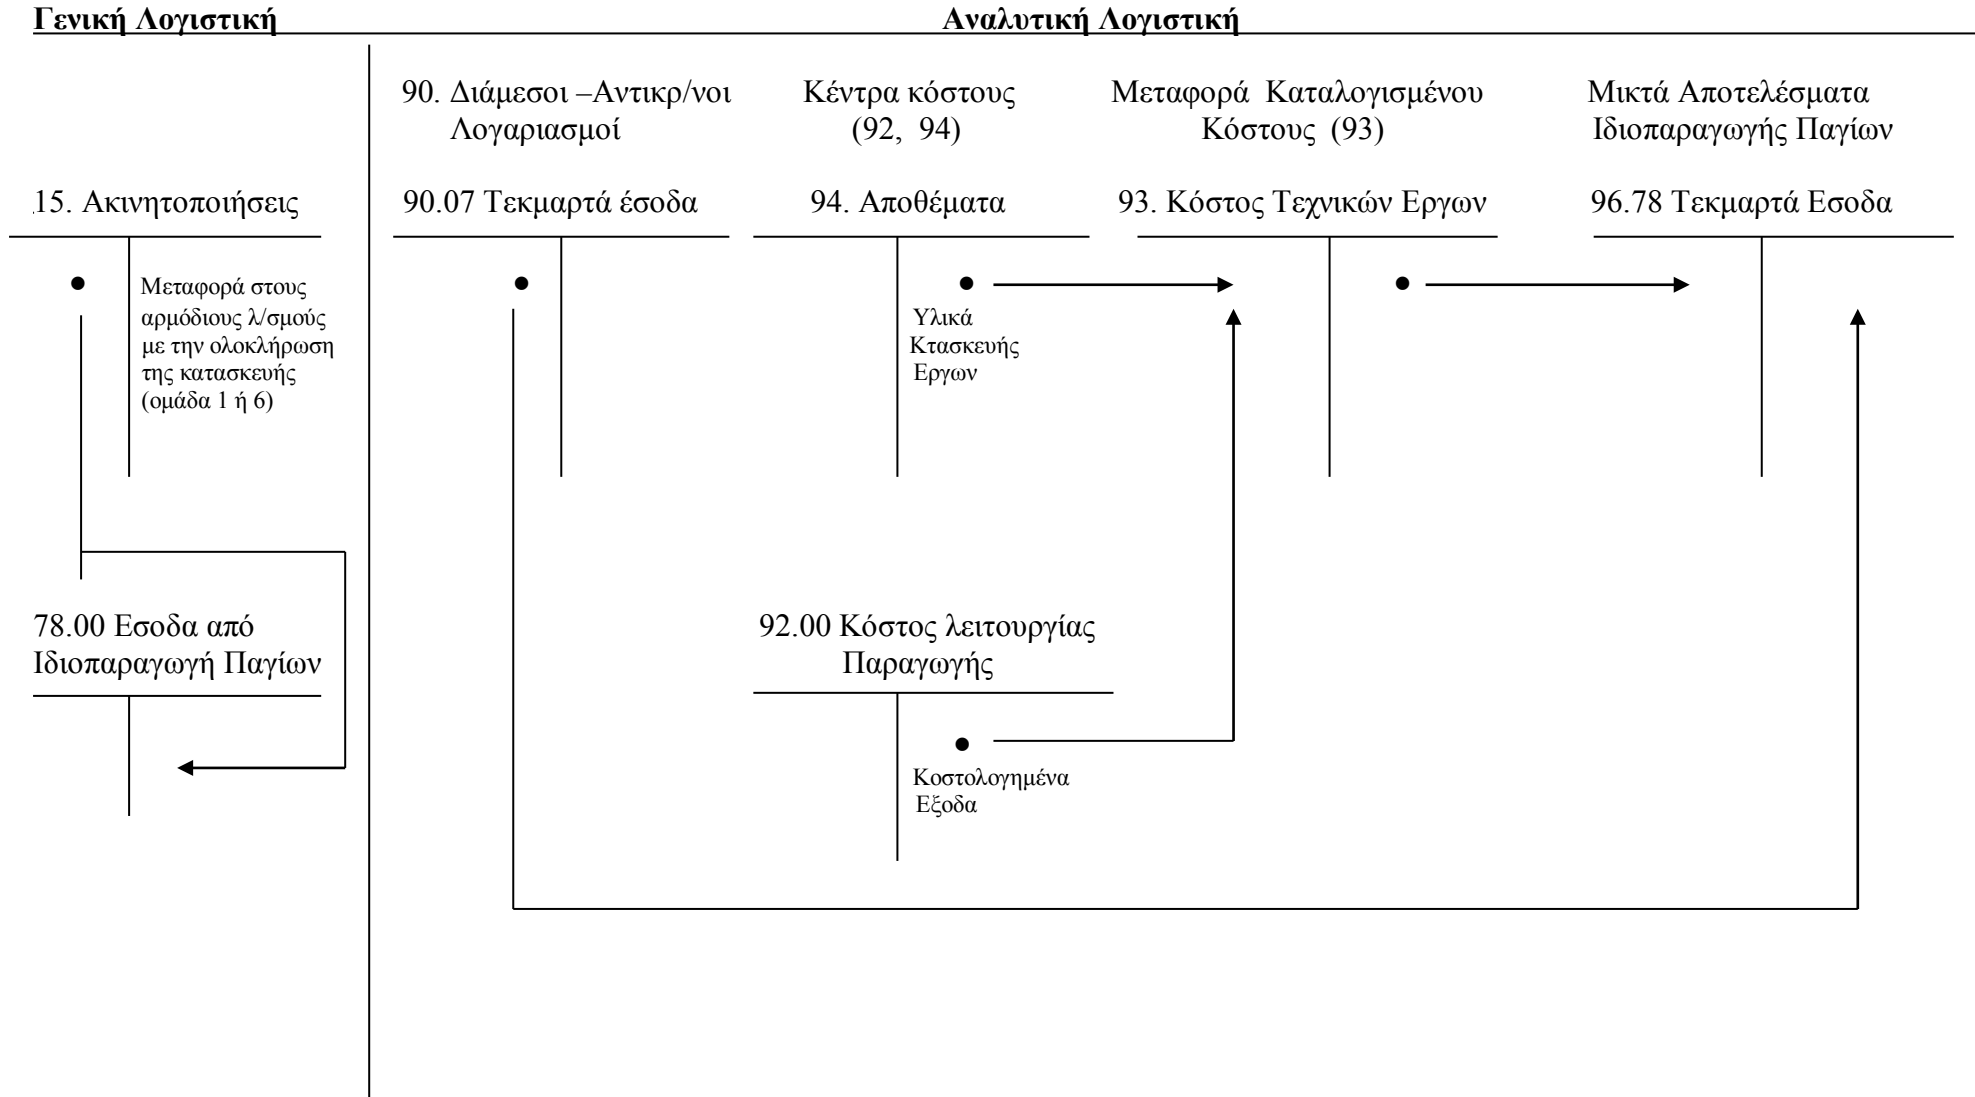 Γενική Λογιστική
Αναλυτική Λογιστική
90. Διάμεσοι –Αντικρ/νοι
Λογαριασμοί
Κέντρα κόστους
(92, 94)
Μεταφορά Καταλογισμένου
Κόστους (93)
Μικτά Αποτελέσματα
Ιδιοπαραγωγής Παγίων
15. Ακινητοποιήσεις
90.07 Τεκμαρτά έσοδα
94. Αποθέματα
93. Κόστος Τεχνικών Εργων
96.78 Τεκμαρτά Εσοδα
Μεταφορά στους
αρμόδιους λ/σμούς
με την ολοκλήρωση
της κατασκευής
(ομάδα 1 ή 6)
Υλικά
Κτασκευής
Εργων
78.00 Εσοδα από
Ιδιοπαραγωγή Παγίων
92.00 Κόστος λειτουργίας
Παραγωγής
Κοστολογημένα
Εξοδα